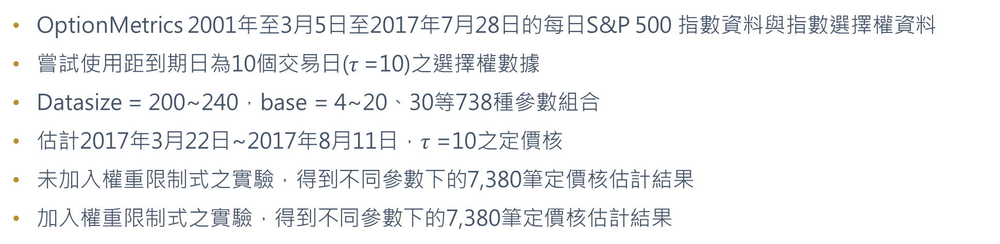 • OptionMetrics 2001年至3月5日至2017年7月28日的每日S&P 500 指數資料與指數選擇權資料
• 嘗試使用距到期日為10個交易日(τ =10)之選擇權數據
• Datasize = 200~240，base = 4~20、30等738種參數組合
• 估計2017年3月22日~2017年8月11日，τ =10之定價核
• 未加入權重限制式之實驗，得到不同參數下的7,380筆定價核估計結果
• 加入權重限制式之實驗，得到不同參數下的7,380筆定價核估計結果